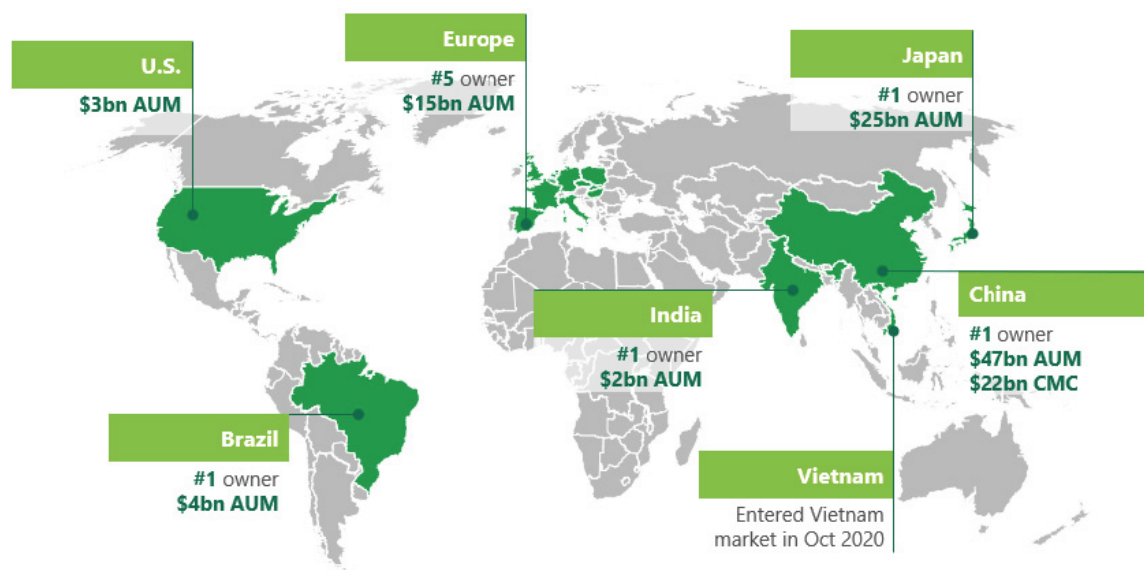 U.S.
$3bn AUM
Europe
#5 owner
$15bn AUM
Japan
#1 owner
$25bn AUM
China
#1 owner
$47bn AUM
$22bn CMC
India
#1 owner
$2bn AUM
Brazil
#1 owner
$4bn AUM
Vietnam
Entered Vietnam
market in Oct 2020